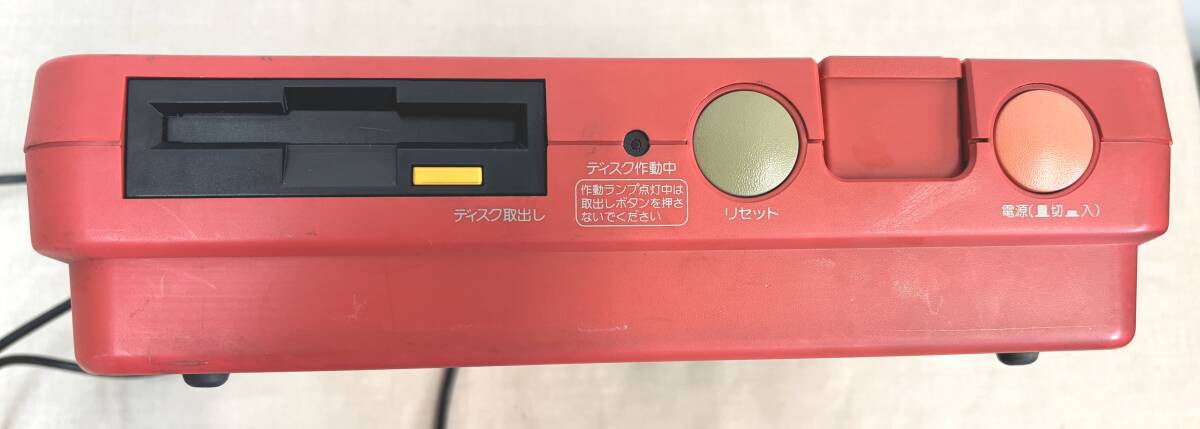 ディスク取出し
ディスク作動中
作動ランプ点灯中は
取出しボタンを押さ
ないでください
リセット
電源(切 入)